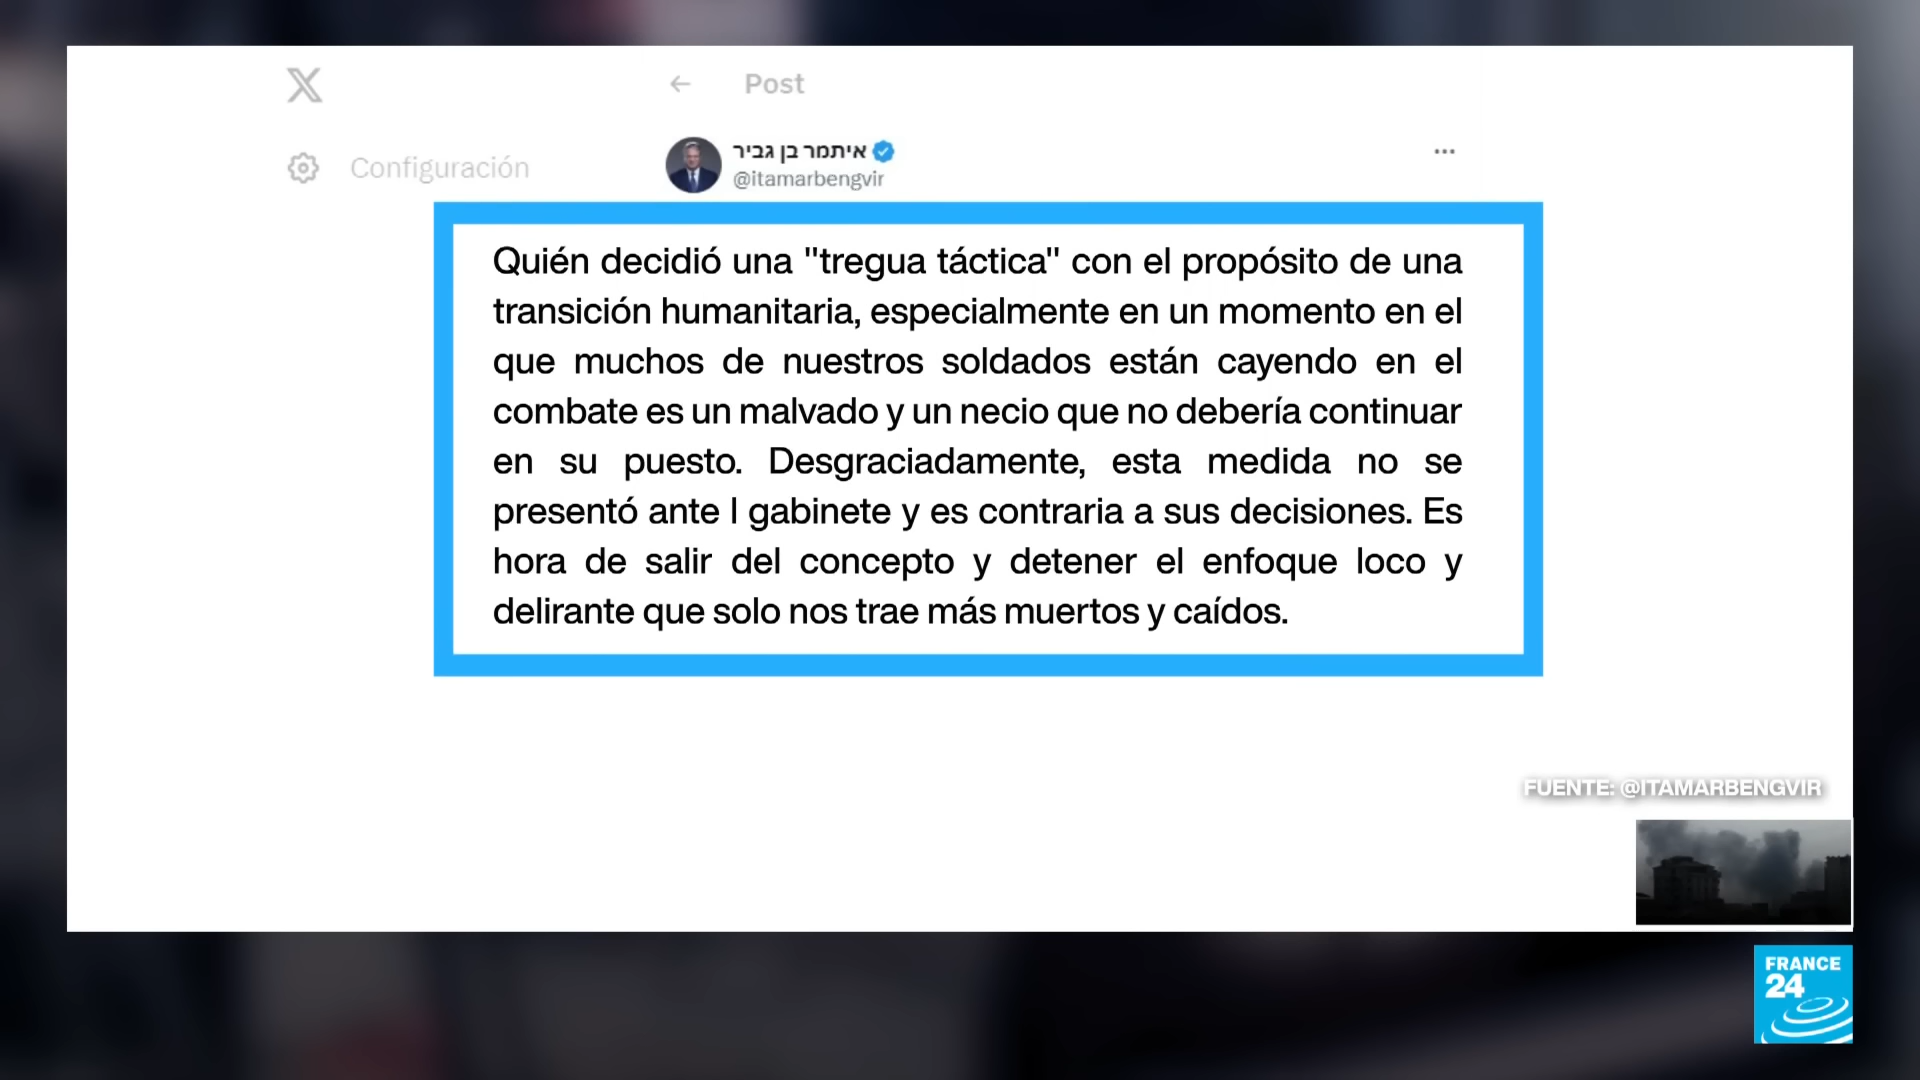 Post
איתמר בן גביר
@itamarbengvir
Configuración
Quién decidió una "tregua táctica" con el propósito de una
transición humanitaria, especialmente en un momento en el
que muchos de nuestros soldados están cayendo en el
combate es un malvado y un necio que no debería continuar
en su puesto. Desgraciadamente, esta medida no se
presentó ante l gabinete y es contraria a sus decisiones. Es
hora de salir del concepto y detener el enfoque loco y
delirante que solo nos trae más muertos y caídos.
FUENTE: @ITAMARBENGVIR
FRANCE
24